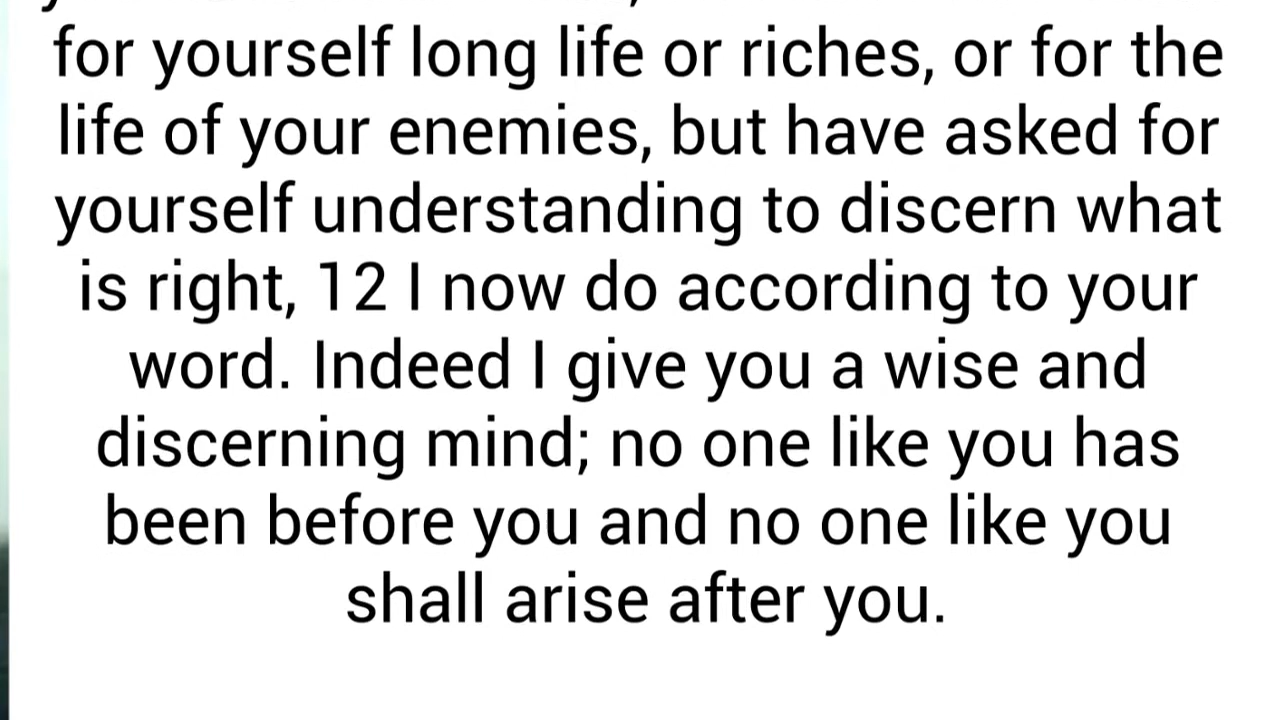 for yourself long life or riches, or for the
life of your enemies, but have asked for
yourself understanding to discern what
is right, 12 I now do according to your
word. Indeed I give you a wise and
discerning mind; no one like you has
been before you and no one like you
shall arise after you.